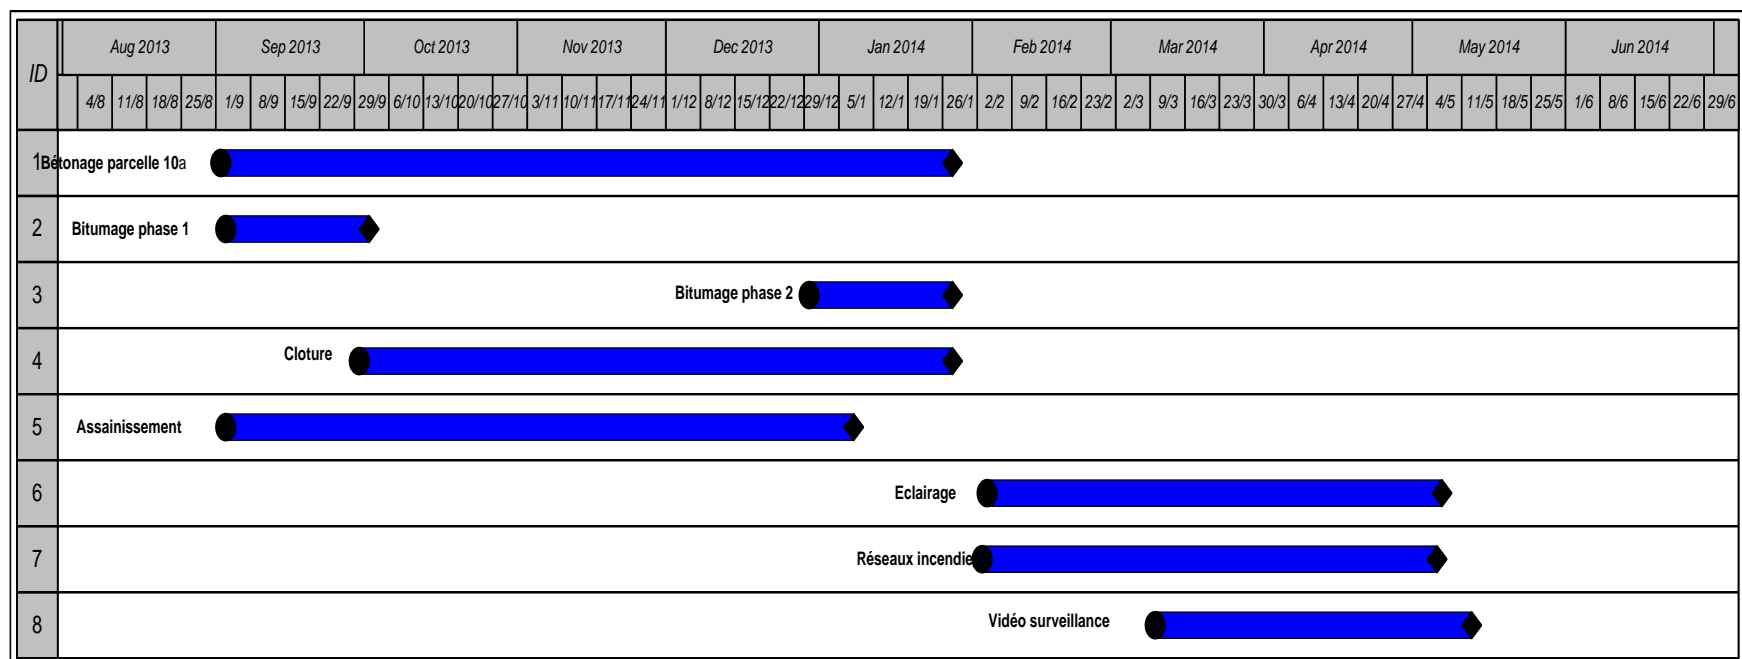 ID
Aug 2013 Sep 2013 Oct 2013 Nov 2013 Dec 2013 Jan 2014 Feb 2014 Mar 2014 Apr 2014 May 2014 Jun 2014
4/8 11/8 18/8 25/8 1/9 8/9 15/9 22/9 29/9 6/10 13/10 20/10 27/10 3/11 10/11 17/11 24/11 1/12 8/12 15/12 22/12 29/12 5/1 12/1 19/1 26/1 2/2 9/2 16/2 23/2 2/3 9/3 16/3 23/3 30/3 6/4 13/4 20/4 27/4 4/5 11/5 18/5 25/5 1/6 8/6 15/6 22/6 29/6
1 Bétonage parcelle 10a
2 Bitumage phase 1
3 Bitumage phase 2
4 Cloture
5 Assainissement
6 Eclairage
7 Réseaux incendie
8 Vidéo surveillance